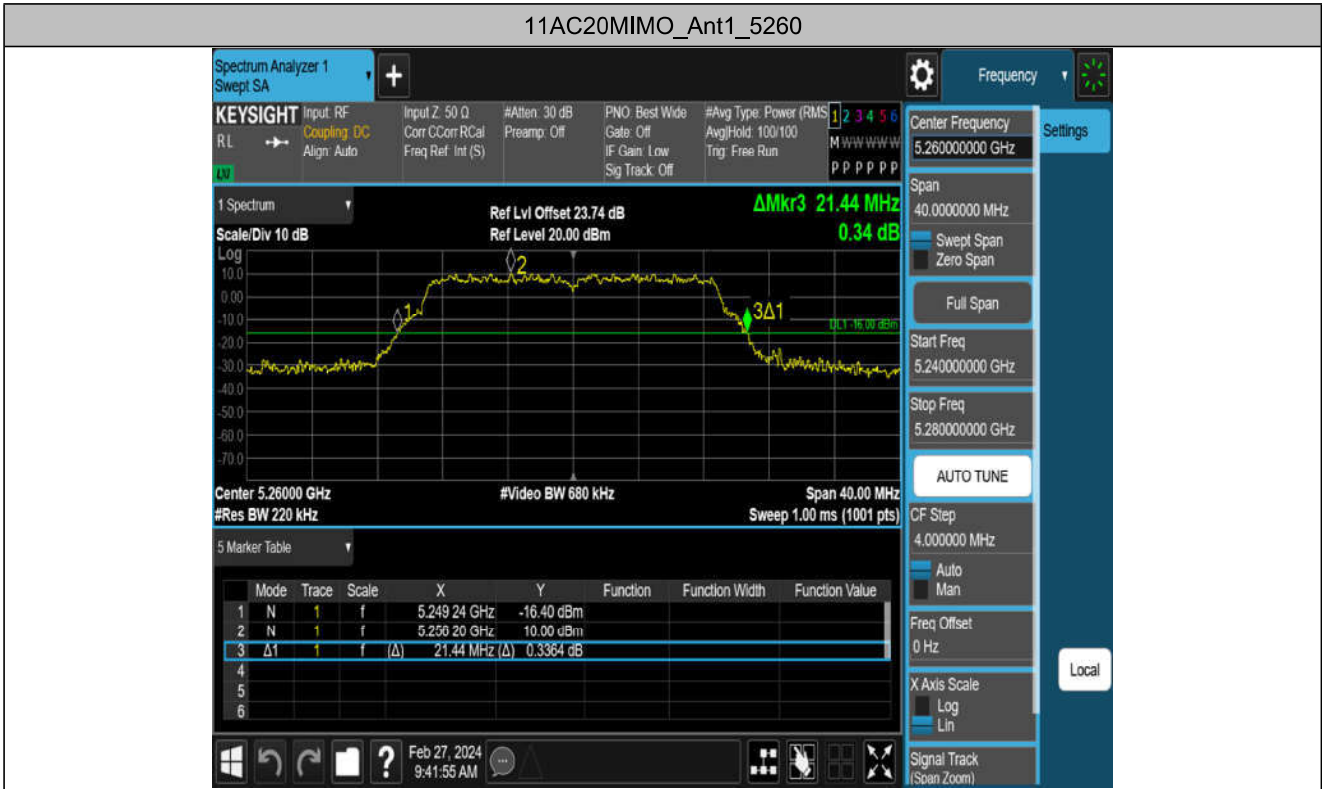 11AC20MIMO_Ant1_5260
Spectrum Analyzer 1
Swept SA
+
Frequency
KEYSIGHT
RL
Input: RF
Coupling: DC
Align: Auto
Input Z: 50 Ω
Corr CCorr RCal
Freq Ref: Int (S)
#Atten: 30 dB
Preamp: Off
PNO: Best Wide
Gate: Off
IF Gain: Low
Sig Track: Off
#Avg Type: Power (RMS
Avg|Hold: 100/100
Trig: Free Run
1 2 3 4 5 6
M W W W W W
P P P P P P
1 Spectrum
Scale/Div 10 dB
Ref Lvl Offset 23.74 dB
Ref Level 20.00 dBm
ΔMkr3 21.44 MHz
0.34 dB
Log
10.0
0.00
-10.0
-20.0
-30.0
-40.0
-50.0
-60.0
-70.0
1
2
3Δ1
DL1 -16.00 dBm
Center 5.26000 GHz
#Res BW 220 kHz
#Video BW 680 kHz
Span 40.00 MHz
Sweep 1.00 ms (1001 pts)
5 Marker Table
Mode Trace Scale X Y Function Function Width Function Value
1 N 1 f 5.249 24 GHz -16.40 dBm
2 N 1 f 5.256 20 GHz 10.00 dBm
3 Δ1 1 f (Δ) 21.44 MHz (Δ) 0.3364 dB
4
5
6
Feb 27, 2024
9:41:55 AM
?
Center Frequency
5.260000000 GHz
Settings
Span
40.0000000 MHz
Swept Span
Zero Span
Full Span
Start Freq
5.240000000 GHz
Stop Freq
5.280000000 GHz
AUTO TUNE
CF Step
4.000000 MHz
Auto
Man
Freq Offset
0 Hz
Local
X Axis Scale
Log
Lin
Signal Track
(Span Zoom)